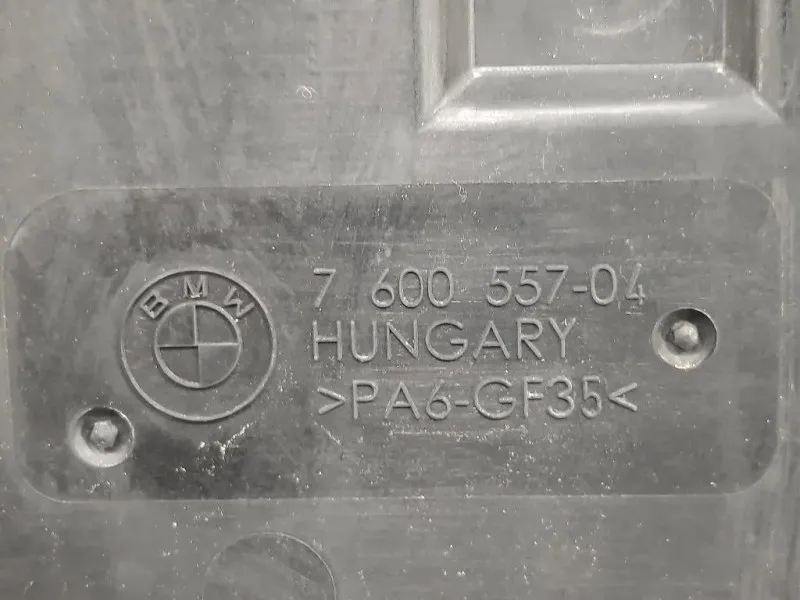 BMW
7 600 557-04
HUNGARY
>PA6-GF35<